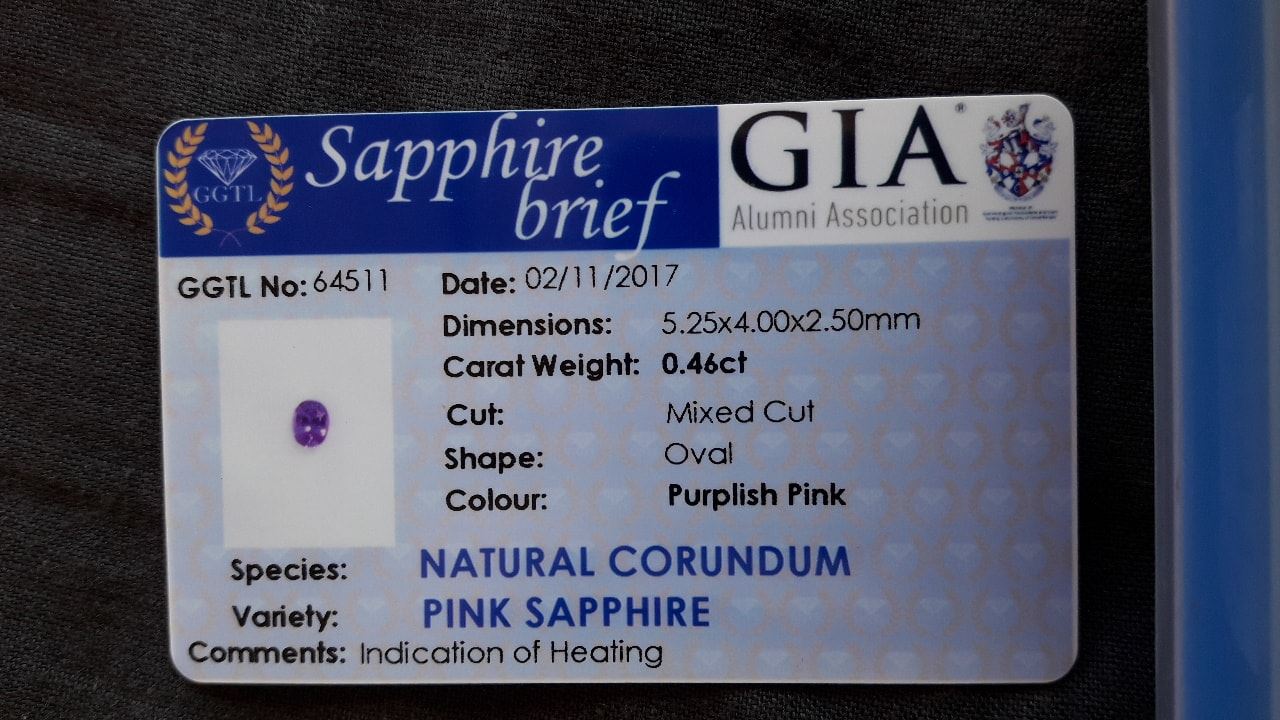 GGTL
Sapphire
brief
GIA®
Alumni Association
GGTL No: 64511
Date: 02/11/2017
Dimensions: 5.25x4.00x2.50mm
Carat Weight: 0.46ct
Cut: Mixed Cut
Shape: Oval
Colour: Purplish Pink
Species: NATURAL CORUNDUM
Variety: PINK SAPPHIRE
Comments: Indication of Heating